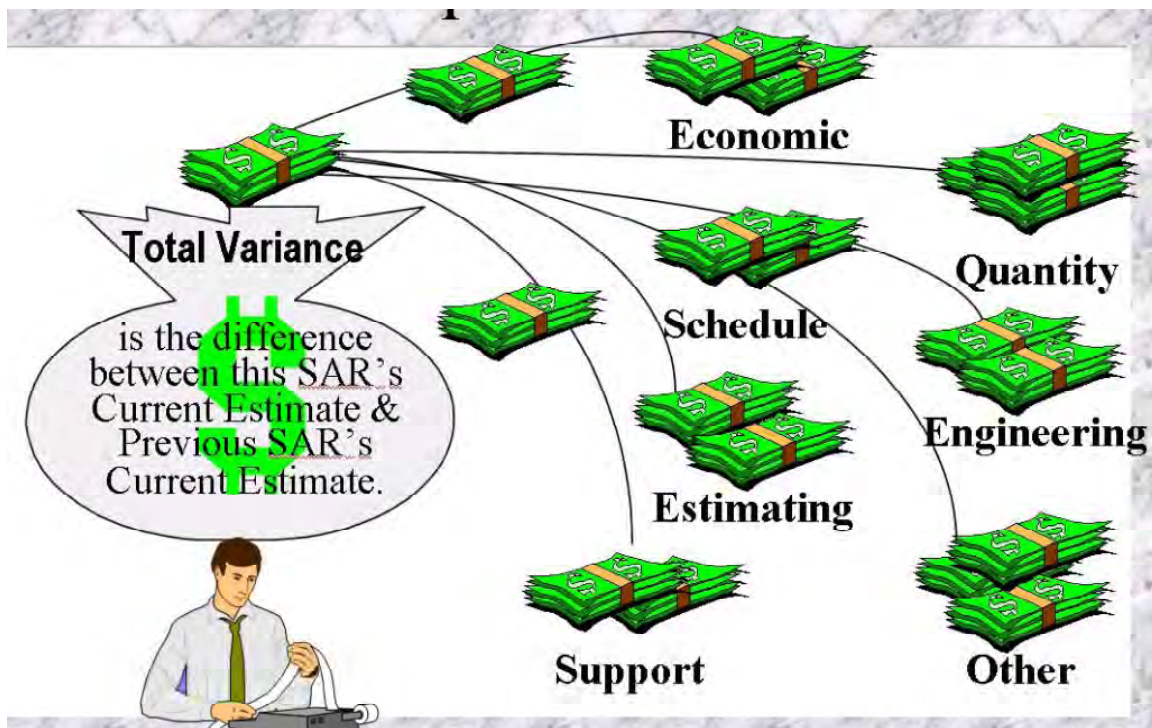 Economic
Total Variance
is the difference
between this SAR's
Current Estimate &
Previous SAR's
Current Estimate.
Quantity
Schedule
Engineering
Estimating
Support
Other